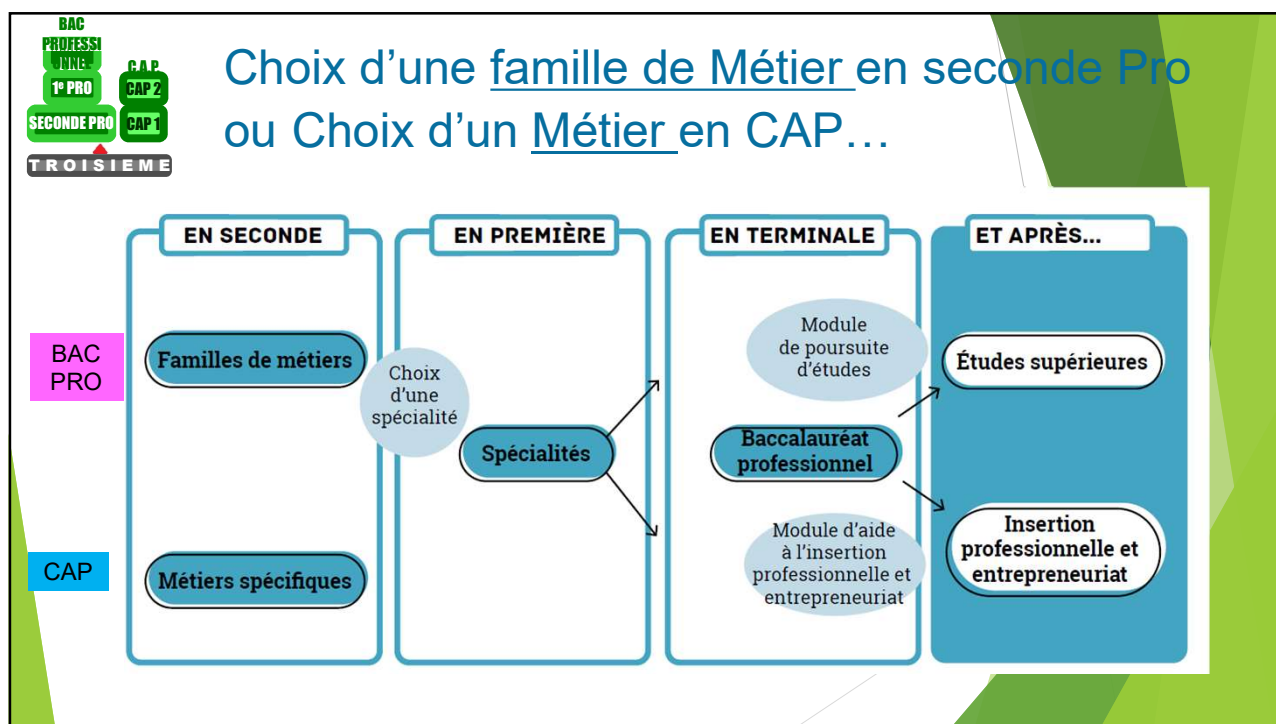 BAC
PROFESSI
ONNEL
C.A.P
1e PRO
CAP 2
SECONDE PRO
CAP 1
TROISIEME
Choix d’une famille de Métier en seconde Pro
ou Choix d’un Métier en CAP…
EN SECONDE
EN PREMIÈRE
EN TERMINALE
ET APRÈS...
BAC
PRO
Familles de métiers
Choix
d'une
spécialité
Spécialités
Module
de poursuite
d'études
Études supérieures
Baccalauréat
professionnel
CAP
Métiers spécifiques
Module d'aide
à l'insertion
professionnelle et
entrepreneuriat
Insertion
professionnelle et
entrepreneuriat